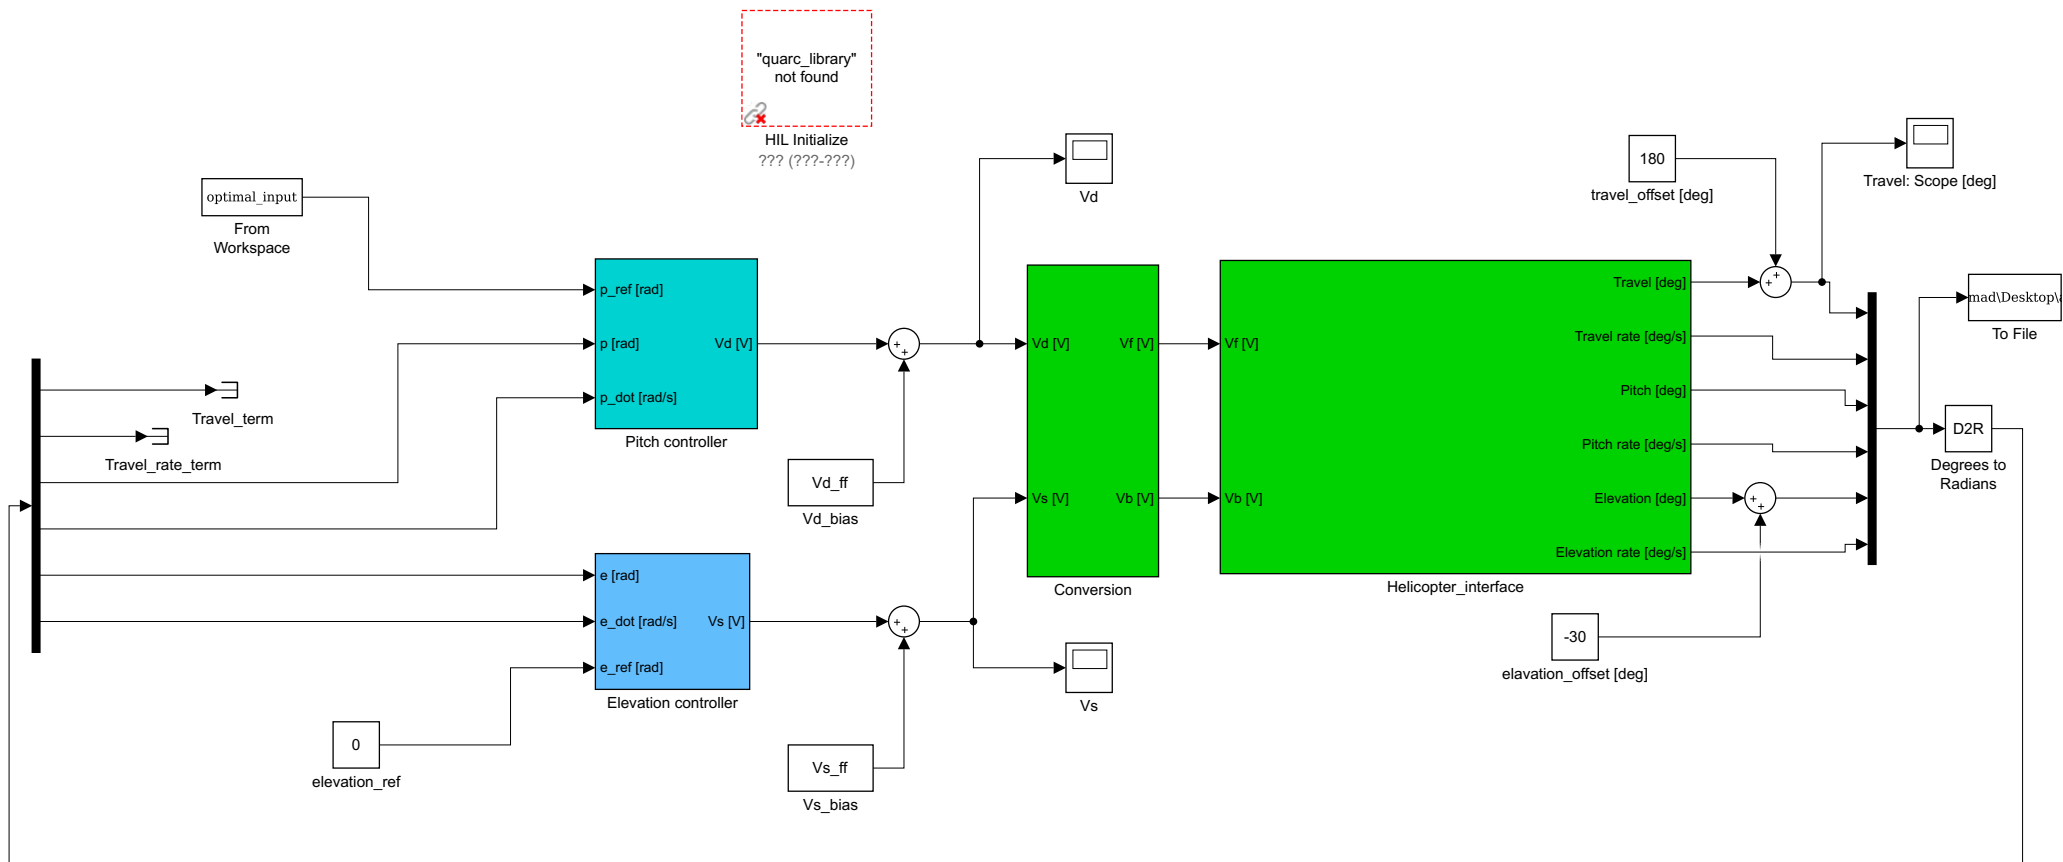 "quarc_library"
not found
HIL Initialize
??? (???-???)
optimal_input
From
Workspace
Vd
180
travel_offset [deg]
Travel: Scope [deg]
p_ref [rad]
p [rad]
p_dot [rad/s]
Vd [V]
Pitch controller
Travel_term
Travel_rate_term
+
+
Vd_ff
Vd_bias
Vd [V]
Vs [V]
Vf [V]
Vb [V]
Conversion
Vf [V]
Vb [V]
Travel [deg]
Travel rate [deg/s]
Pitch [deg]
Pitch rate [deg/s]
Elevation [deg]
Elevation rate [deg/s]
Helicopter_interface
+
+
+
+
mad\Desktop\
To File
D2R
Degrees to
Radians
e [rad]
e_dot [rad/s]
e_ref [rad]
Vs [V]
Elevation controller
+
+
Vs
-30
elavation_offset [deg]
0
elevation_ref
Vs_ff
Vs_bias